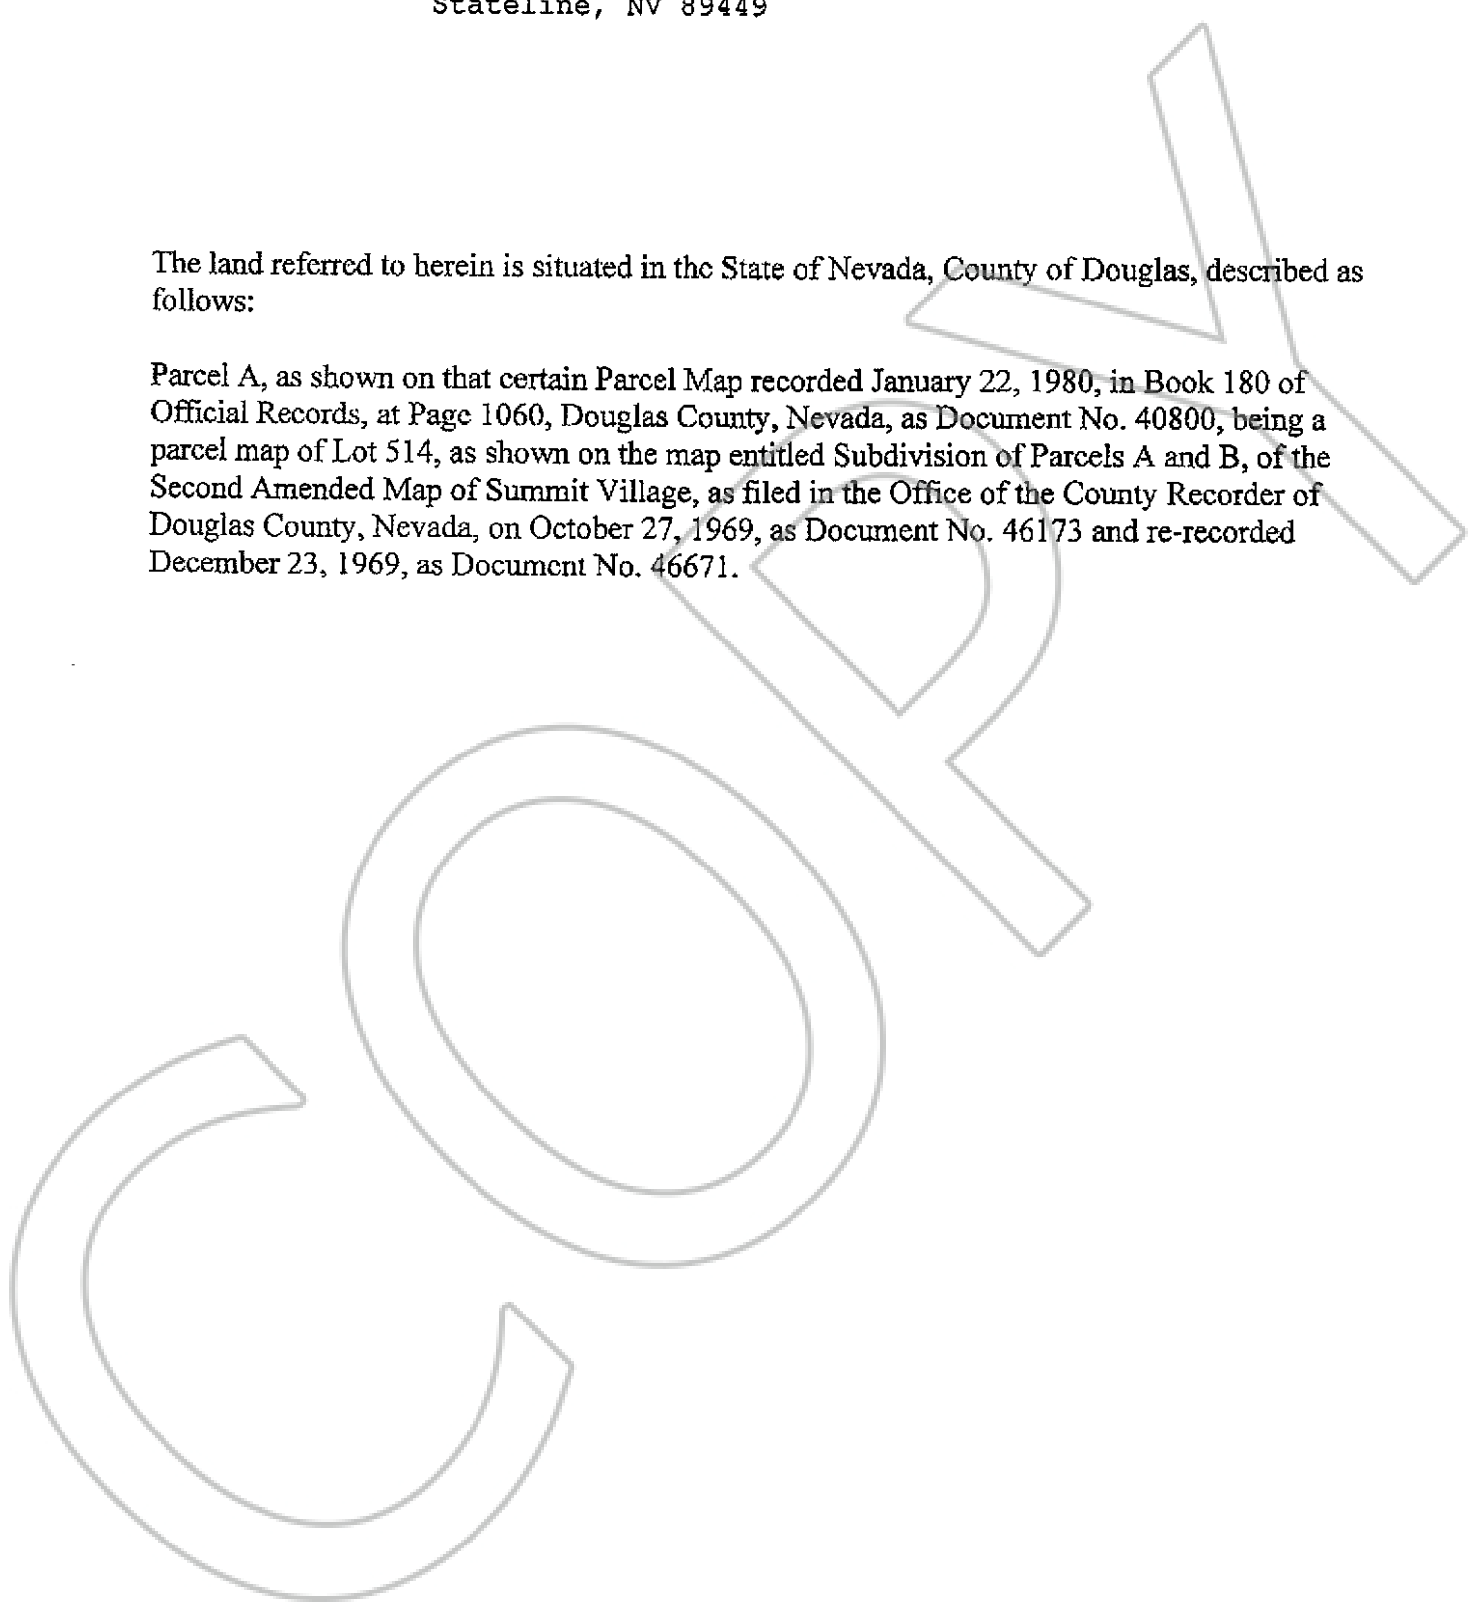 Stateline, NV 89449
The land referred to herein is situated in the State of Nevada, County of Douglas, described as
follows:
Parcel A, as shown on that certain Parcel Map recorded January 22, 1980, in Book 180 of
Official Records, at Page 1060, Douglas County, Nevada, as Document No. 40800, being a
parcel map of Lot 514, as shown on the map entitled Subdivision of Parcels A and B, of the
Second Amended Map of Summit Village, as filed in the Office of the County Recorder of
Douglas County, Nevada, on October 27, 1969, as Document No. 46173 and re-recorded
December 23, 1969, as Document No. 46671.
COPY